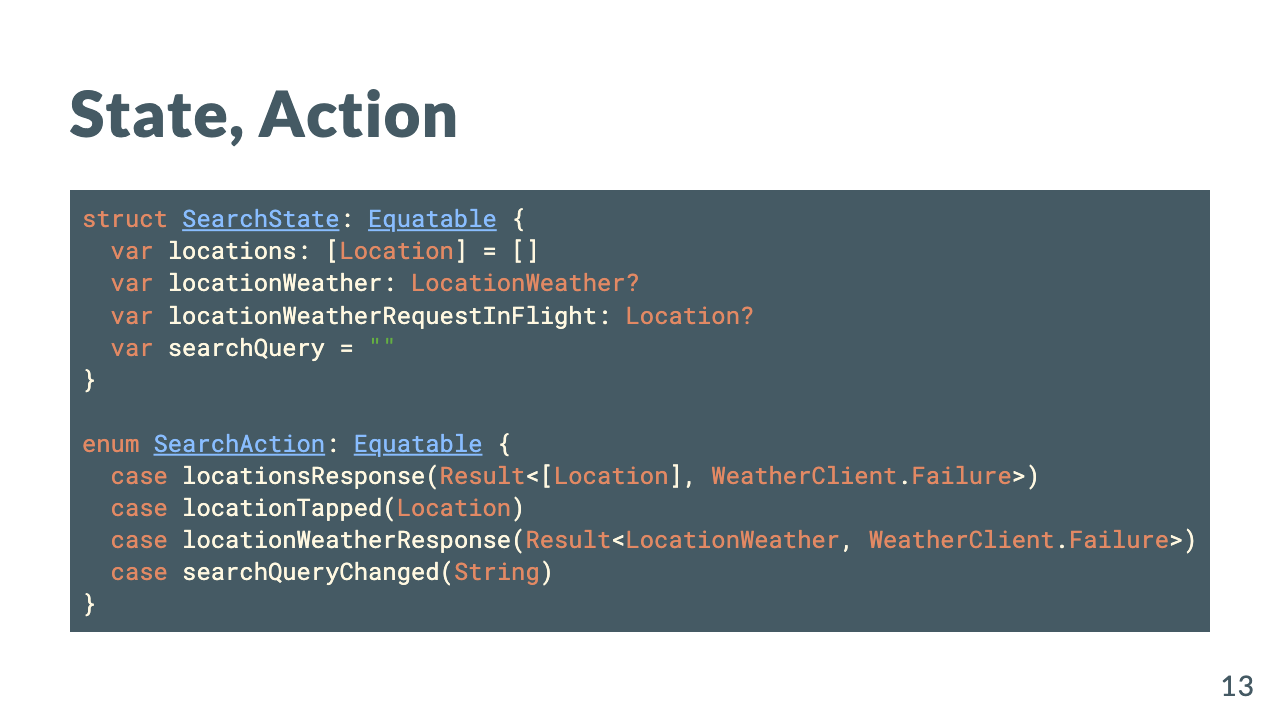 State, Action
struct SearchState: Equatable {
  var locations: [Location] = []
  var locationWeather: LocationWeather?
  var locationWeatherRequestInFlight: Location?
  var searchQuery = ""
}

enum SearchAction: Equatable {
  case locationsResponse(Result<[Location], WeatherClient.Failure>)
  case locationTapped(Location)
  case locationWeatherResponse(Result<LocationWeather, WeatherClient.Failure>)
  case searchQueryChanged(String)
}
13